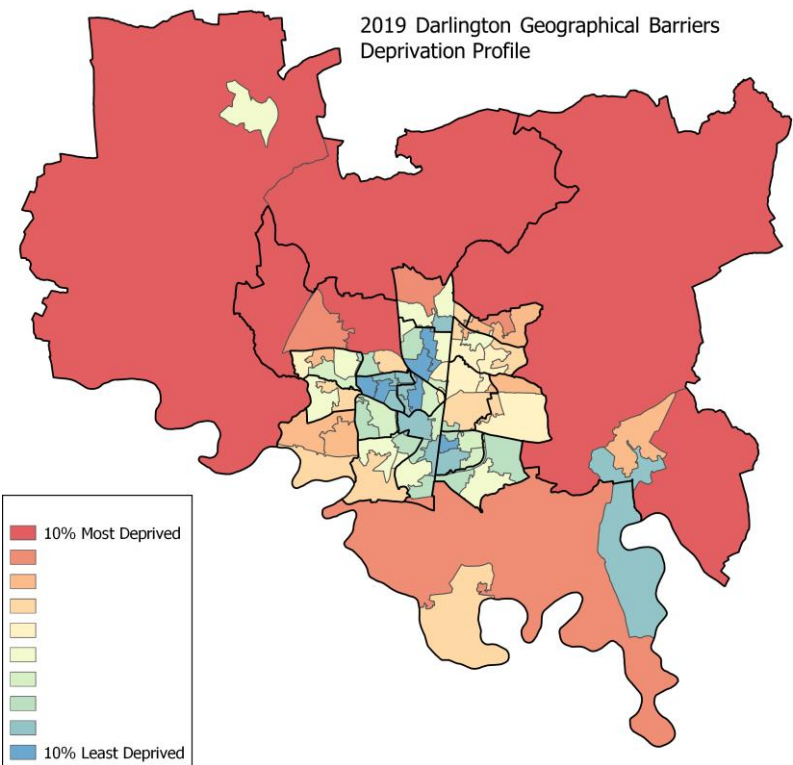 2019 Darlington Geographical Barriers
Deprivation Profile
10% Most Deprived
10% Least Deprived